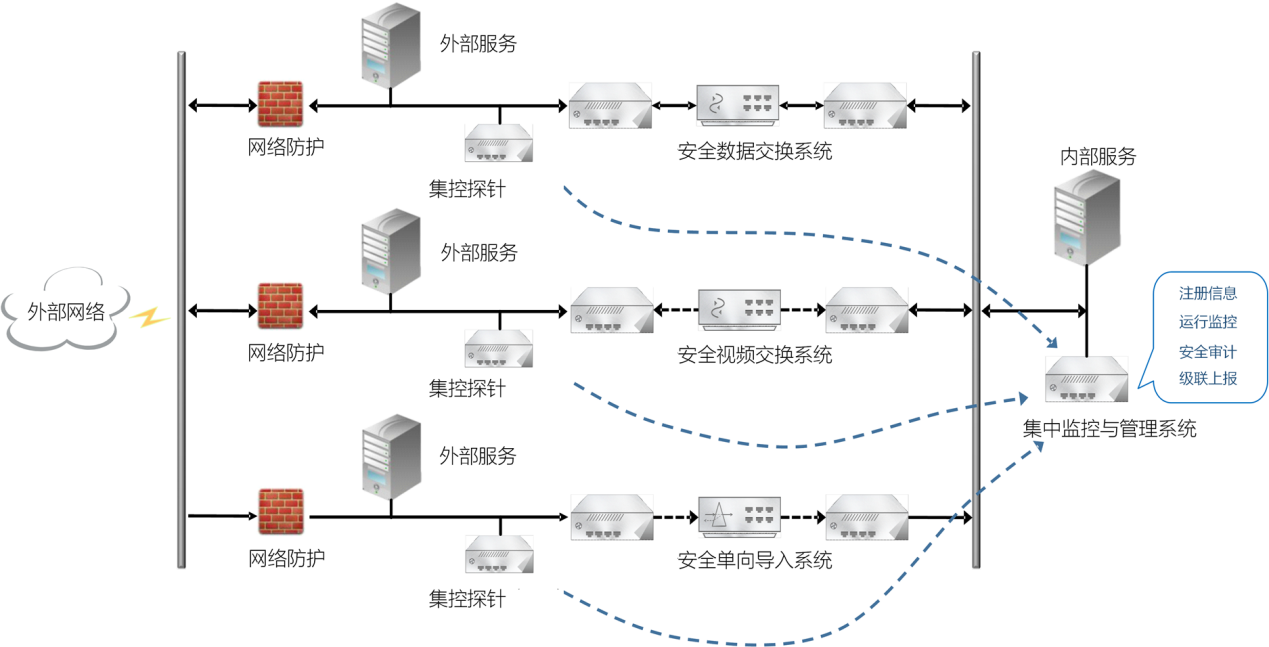 外部服务
网络防护
安全数据交换系统
集控探针
内部服务
外部服务
外部网络
网络防护
安全视频交换系统
集控探针
注册信息
运行监控
安全审计
级联上报
集中监控与管理系统
外部服务
网络防护
安全单向导入系统
集控探针